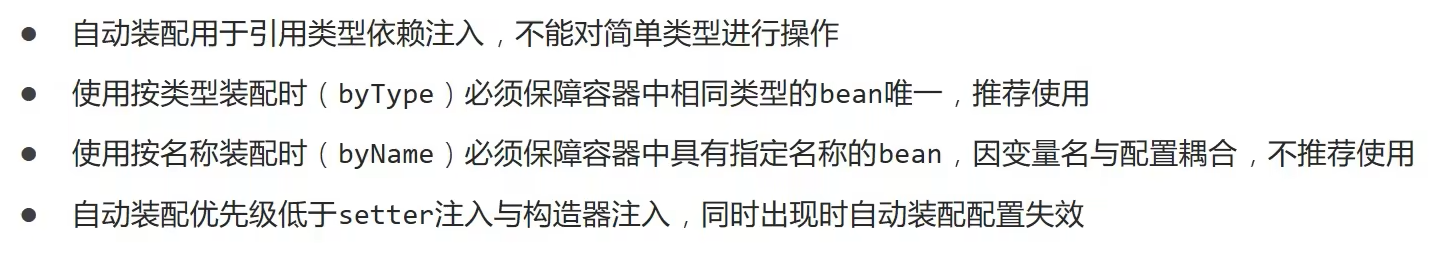 ● 自动装配用于引用类型依赖注入，不能对简单类型进行操作
● 使用按类型装配时（byType）必须保障容器中相同类型的bean唯一，推荐使用
● 使用按名称装配时（byName）必须保障容器中具有指定名称的bean，因变量名与配置耦合，不推荐使用
● 自动装配优先级低于setter注入与构造器注入，同时出现时自动装配配置失效